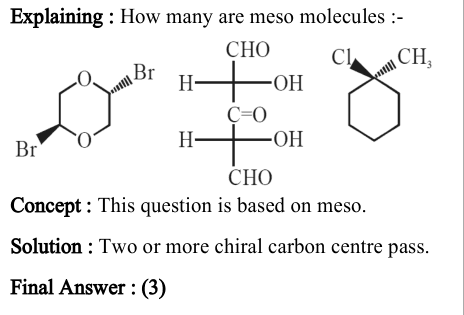 Explaining : How many are meso molecules :-
O Br
Br O
CHO
H OH
C=O
H OH
CHO
Cl CH₃
Concept : This question is based on meso.
Solution : Two or more chiral carbon centre pass.
Final Answer : (3)